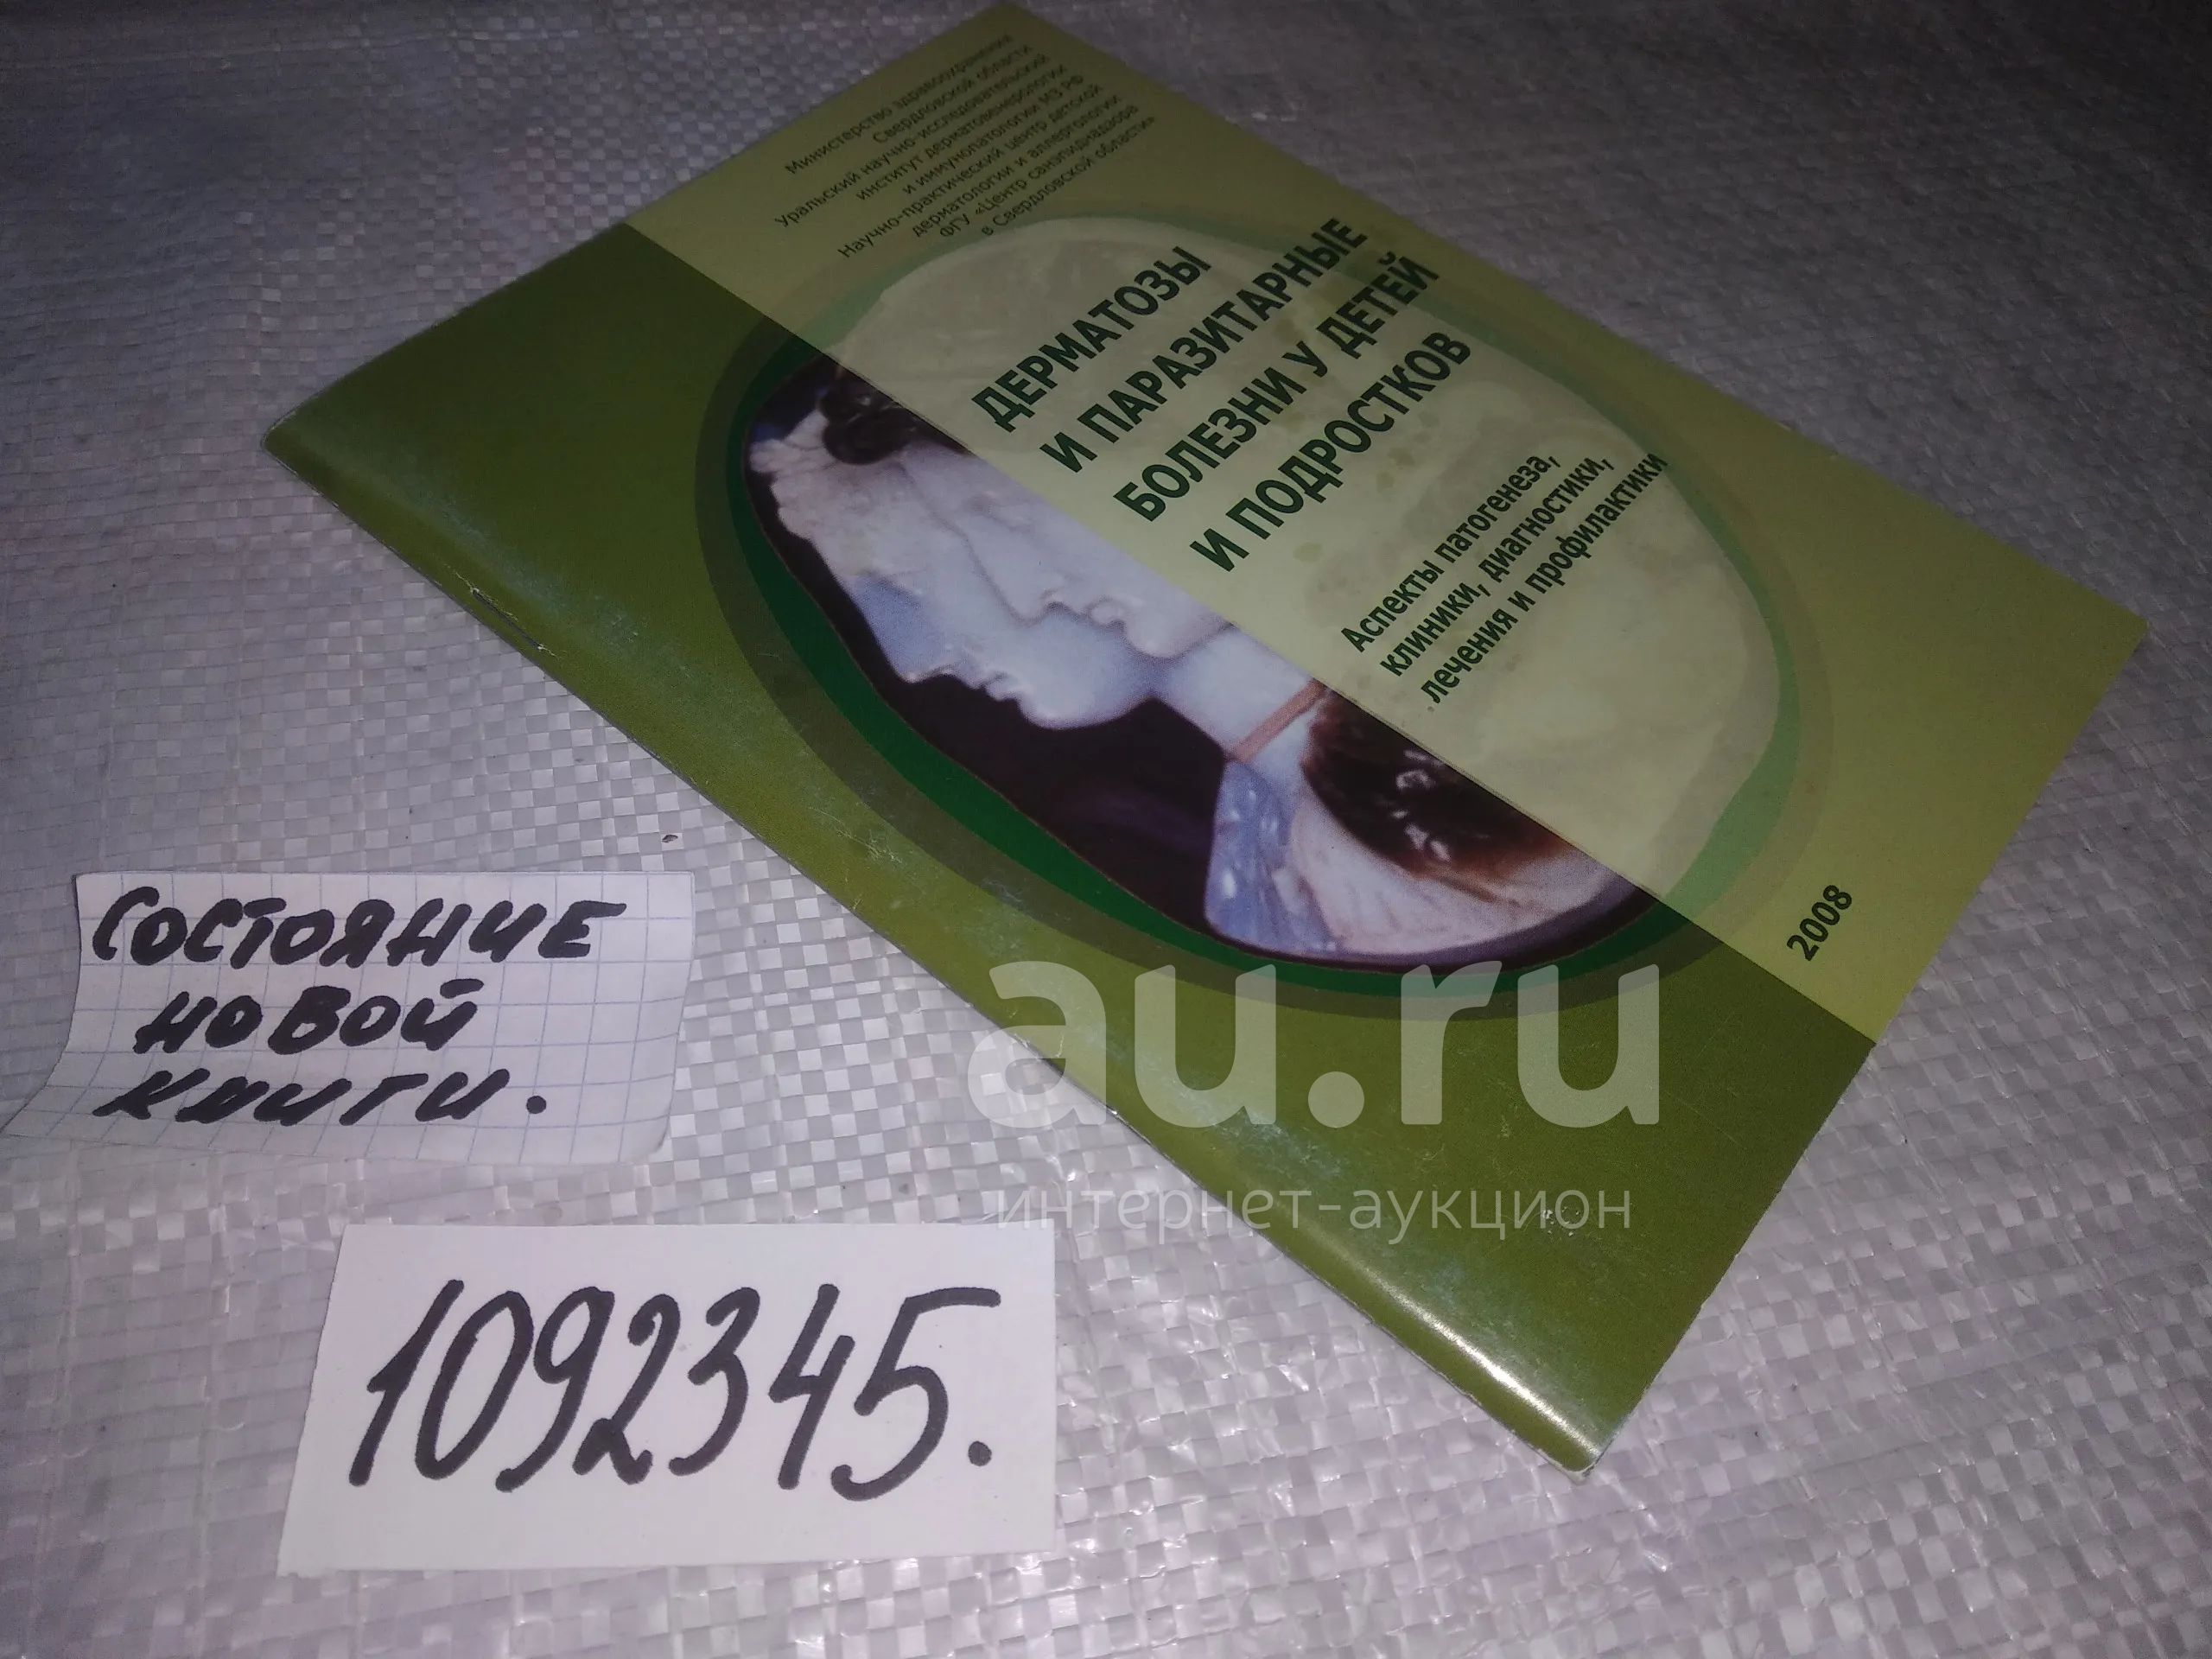 Министерство здравоохранения
Свердловской области
Уральский научно-исследовательский
институт дерматовенерологии
и иммунопатологии МЗ РФ
Научно-практический центр детской
дерматологии и аллергологии
ФГУ «Центр санэпиднадзора
в Свердловской области»
ДЕРМАТОЗЫ
И ПАРАЗИТАРНЫЕ
БОЛЕЗНИ У ДЕТЕЙ
И ПОДРОСТКОВ
Аспекты патогенеза,
клиники, диагностики,
лечения и профилактики
2008
СОСТОЯНИЕ
НОВОЙ
КНИГИ.
1092345.
au.ru
интернет-аукцион